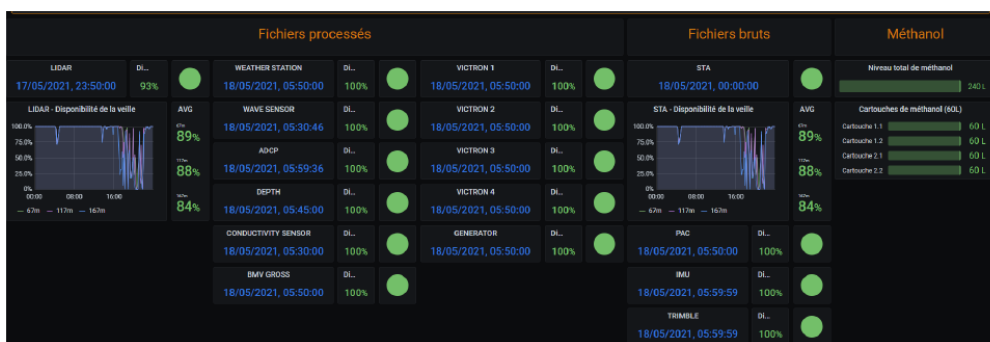 Fichiers processés
Fichiers bruts
Méthanol
LIDAR
17/05/2021, 23:50:00
Di...
93%
LIDAR - Disponibilité de la veille
100.0%
75.0%
50.0%
25.0%
0%
00:00 08:00 16:00
67m 117m 167m
AVG
67m
89%
117m
88%
167m
84%
WEATHER STATION
18/05/2021, 05:50:00
Di...
100%
WAVE SENSOR
18/05/2021, 05:30:46
Di...
100%
ADCP
18/05/2021, 05:59:36
Di...
100%
DEPTH
18/05/2021, 05:45:00
Di...
100%
CONDUCTIVITY SENSOR
18/05/2021, 05:30:00
Di...
100%
BMV GROSS
18/05/2021, 05:50:00
Di...
100%
VICTRON 1
18/05/2021, 05:50:00
Di...
100%
VICTRON 2
18/05/2021, 05:50:00
Di...
100%
VICTRON 3
18/05/2021, 05:50:00
Di...
100%
VICTRON 4
18/05/2021, 05:50:00
Di...
100%
GENERATOR
18/05/2021, 05:50:00
Di...
100%
STA
18/05/2021, 00:00:00
STA - Disponibilité de la veille
100.0%
75.0%
50.0%
25.0%
0%
00:00 08:00 16:00
67m 117m 167m
AVG
67m
89%
117m
88%
167m
84%
PAC
18/05/2021, 05:50:00
Di...
100%
IMU
18/05/2021, 05:59:59
Di...
100%
TRIMBLE
18/05/2021, 05:59:59
Di...
100%
Niveau total de méthanol
240 L
Cartouches de méthanol (60L)
Cartouche 1.1 60 L
Cartouche 1.2 60 L
Cartouche 2.1 60 L
Cartouche 2.2 60 L